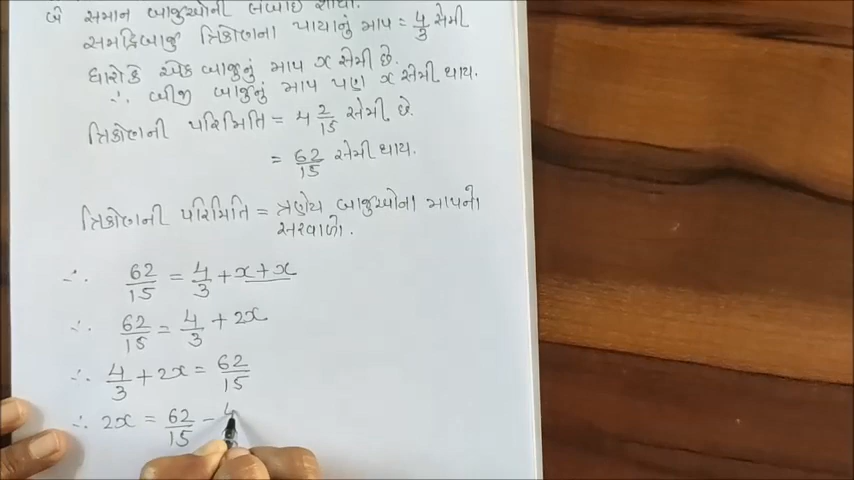 બે સમાન બાજુઓની લંબાઈ શોધો.
સમદ્વિબાજુ ત્રિકોણના પાયાનું માપ = 4/3 સેમી
ધારોકે એક બાજુનું માપ x સેમી છે.
∴ બીજી બાજુનું માપ પણ x સેમી થાય.
ત્રિકોણની પરિમિતિ = 4 2/15 સેમી છે.
= 62/15 સેમી થાય.
ત્રિકોણની પરિમિતિ = ત્રણેય બાજુઓના માપનો
સરવાળો.
∴ 62/15 = 4/3 + x + x
∴ 62/15 = 4/3 + 2x
∴ 4/3 + 2x = 62/15
∴ 2x = 62/15 - 4